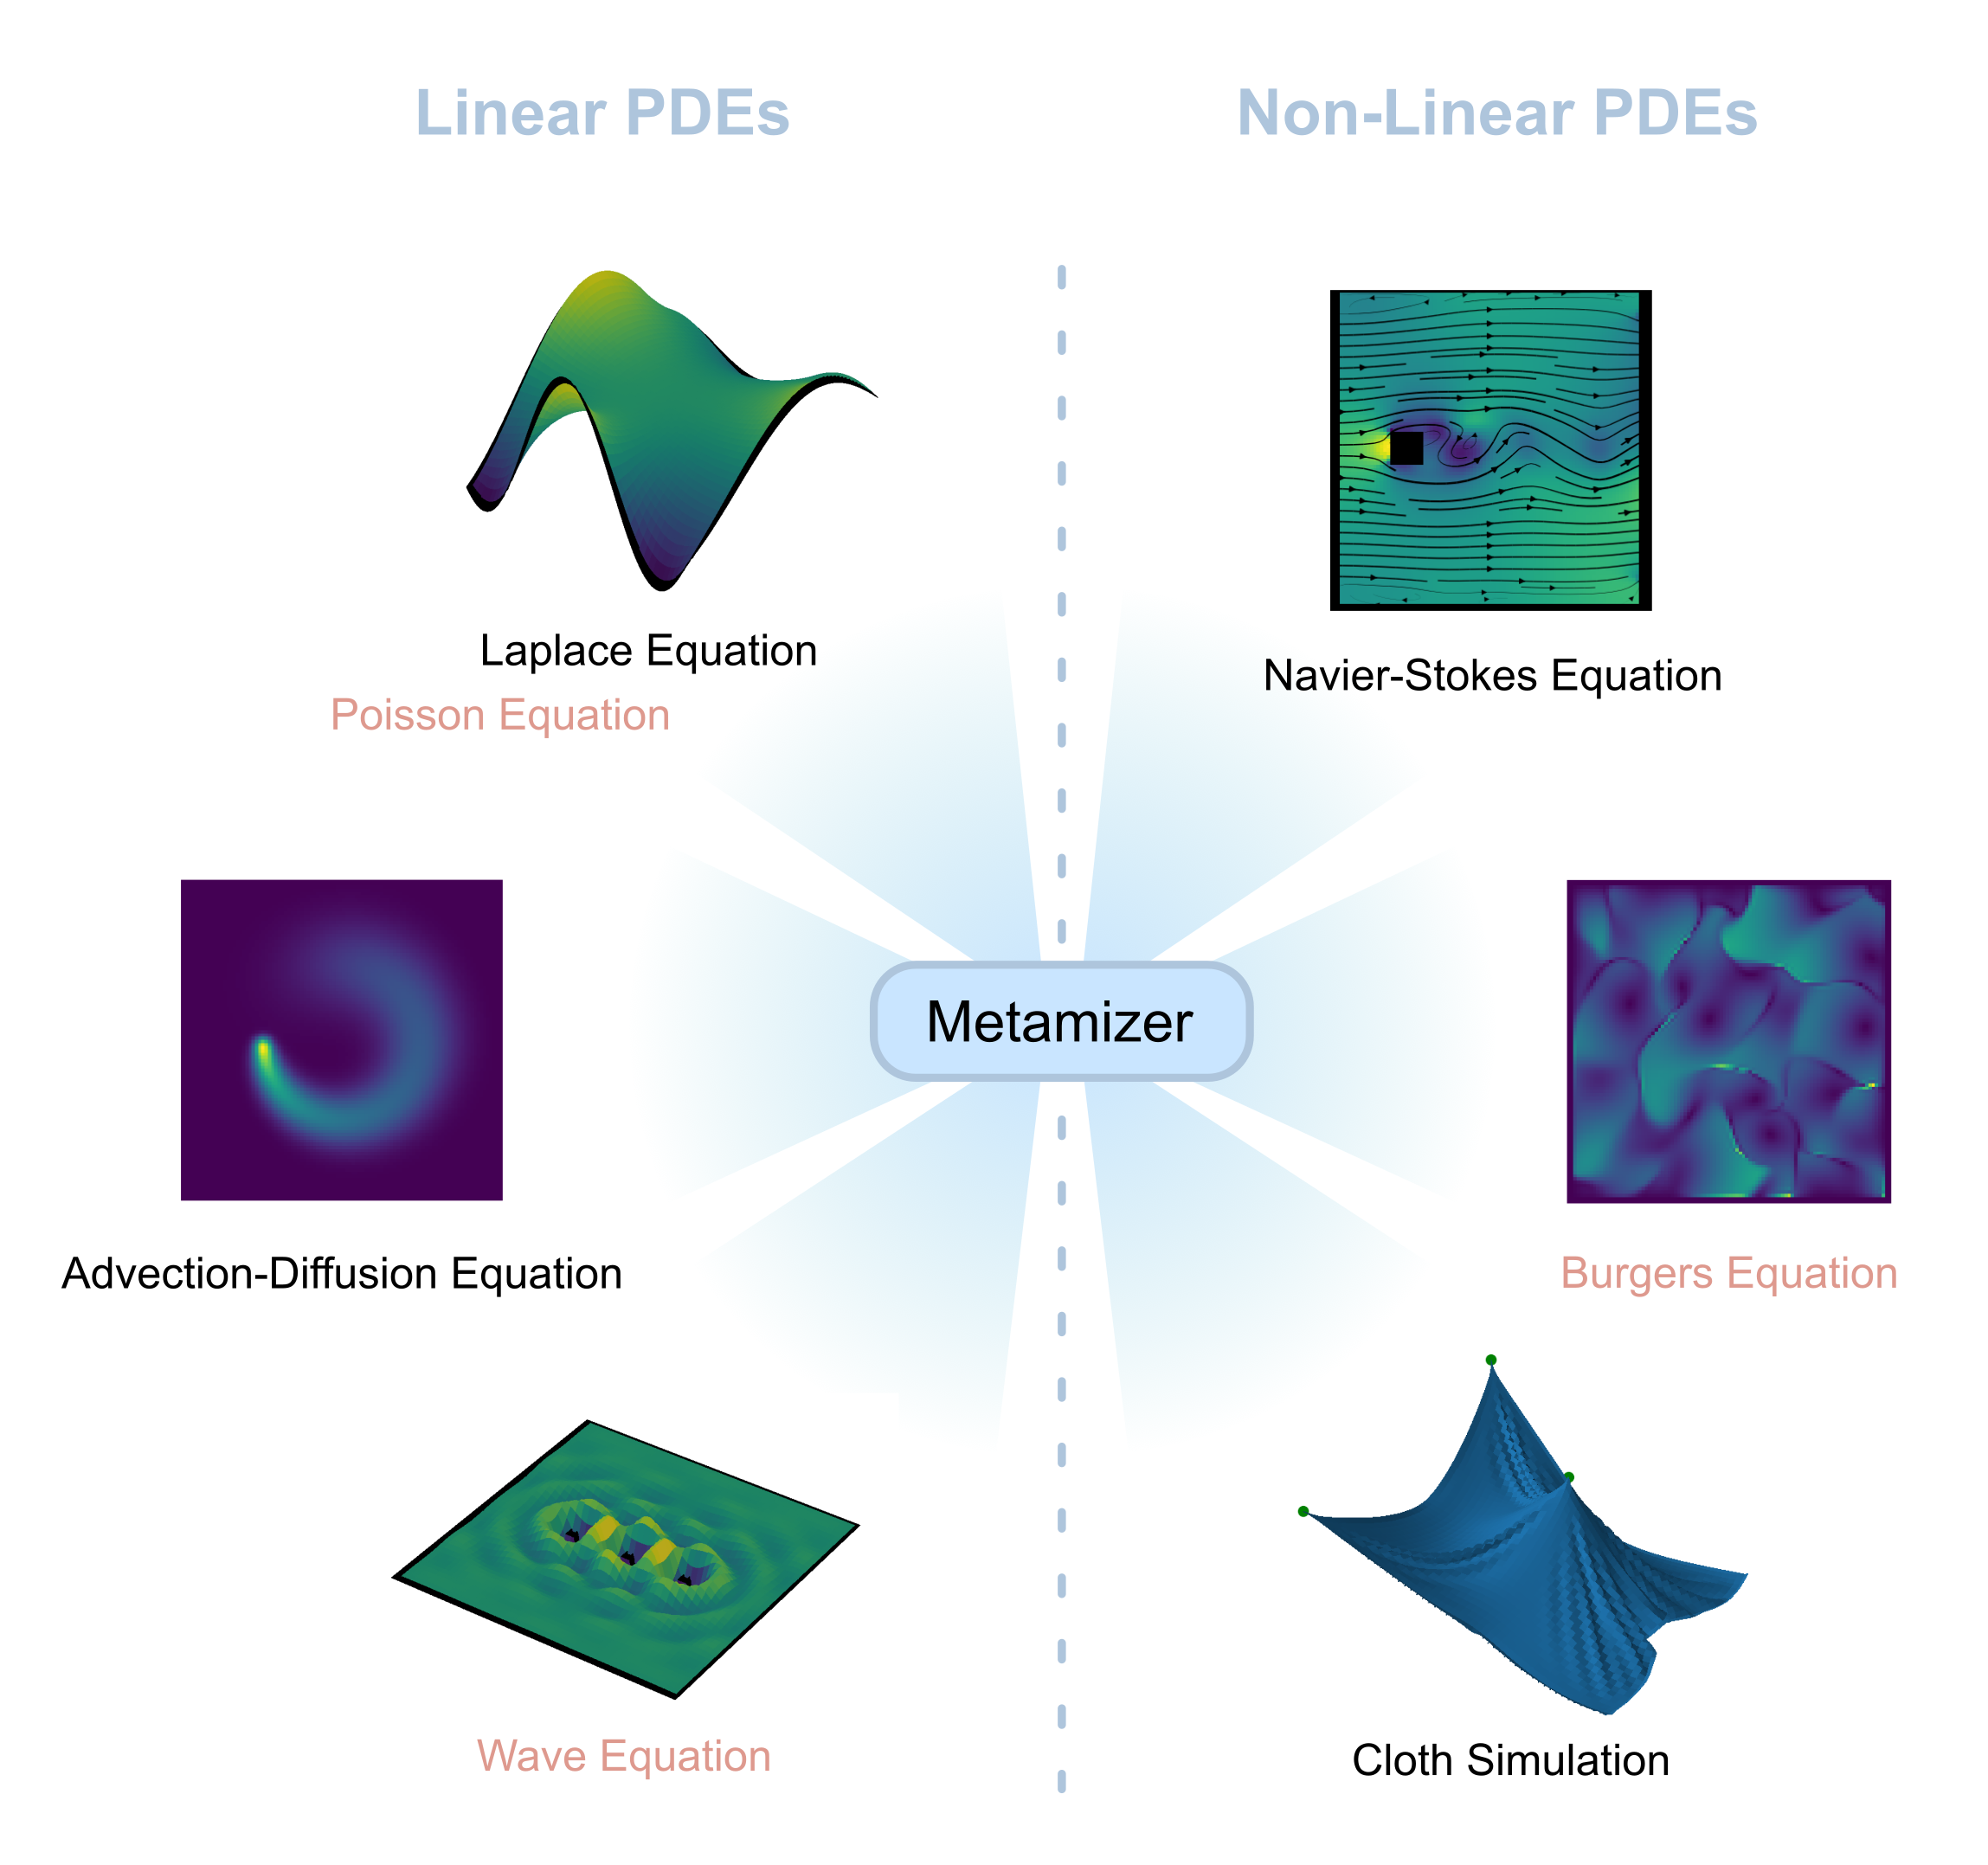 Linear PDEs
Non-Linear PDEs
Laplace Equation
Poisson Equation
Navier-Stokes Equation
Metamizer
Advection-Diffusion Equation
Burgers Equation
Wave Equation
Cloth Simulation